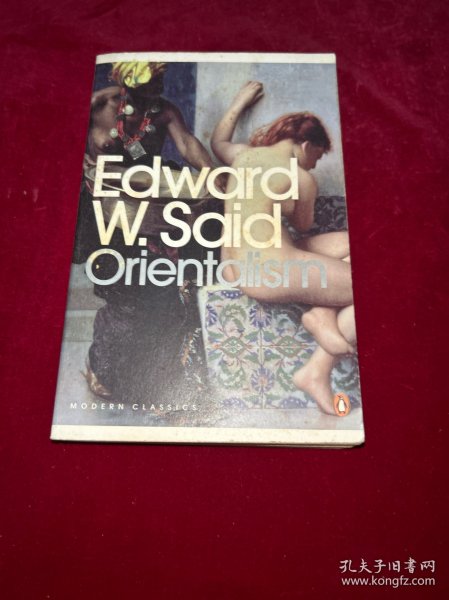 Edward
W. Said
Orientalism
MODERN CLASSICS
孔夫子旧书网
www.kongfz.com